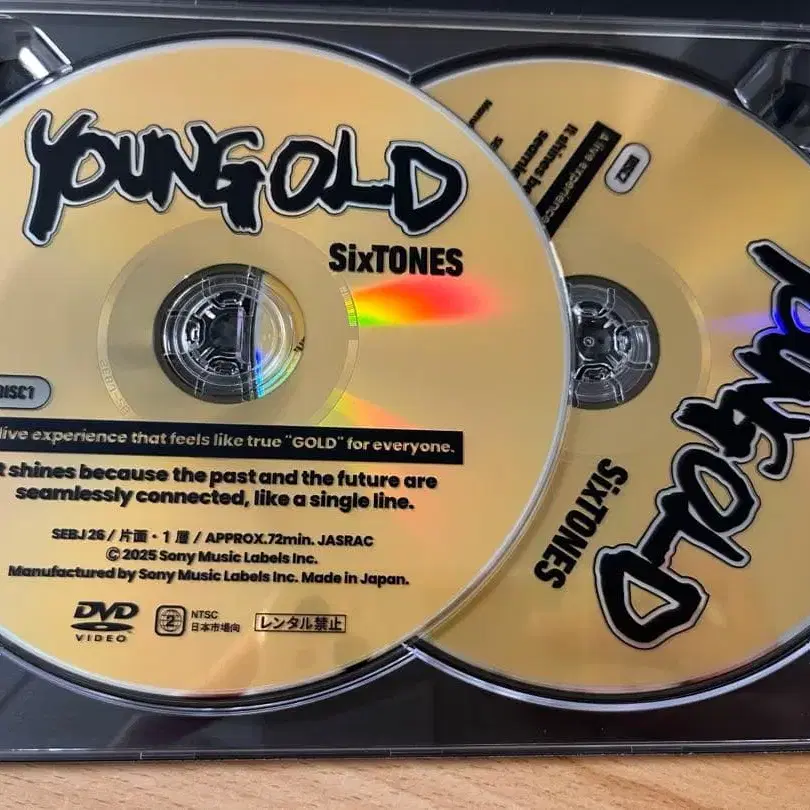 YOUNG OLD
SixTONES
DISC1
live experience that feels like true "GOLD" for everyone.
t shines because the past and the future are
seamlessly connected, like a single line.
SEBJ 26 / 片面・1層 / APPROX.72min. JASRAC
Ⓒ2025 Sony Music Labels Inc.
Manufactured by Sony Music Labels Inc. Made in Japan.
DVD
VIDEO
2
NTSC
日本市場向
レンタル禁止
DISC2
A live experience
It shines be
seamle
YOUNG OLD
SixTONES